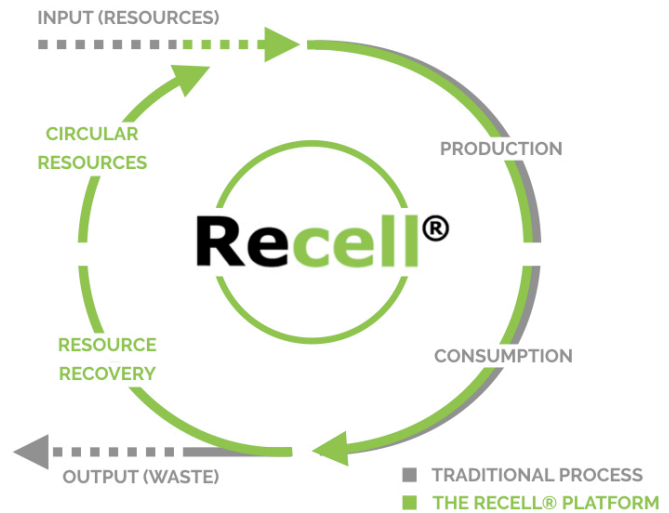 INPUT (RESOURCES)
CIRCULAR
RESOURCES
PRODUCTION
Recell®
RESOURCE
RECOVERY
CONSUMPTION
OUTPUT (WASTE)
TRADITIONAL PROCESS
THE RECELL® PLATFORM